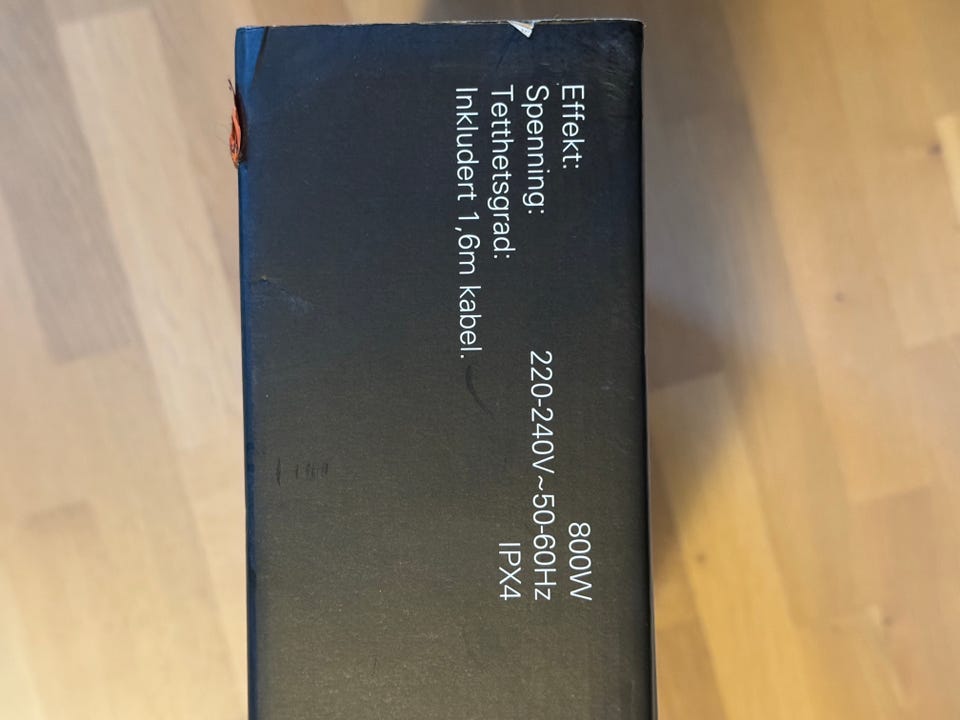 Effekt: 800W
Spenning: 220-240V~50-60Hz
Tetthetsgrad: IPX4
Inkludert 1,6m kabel.